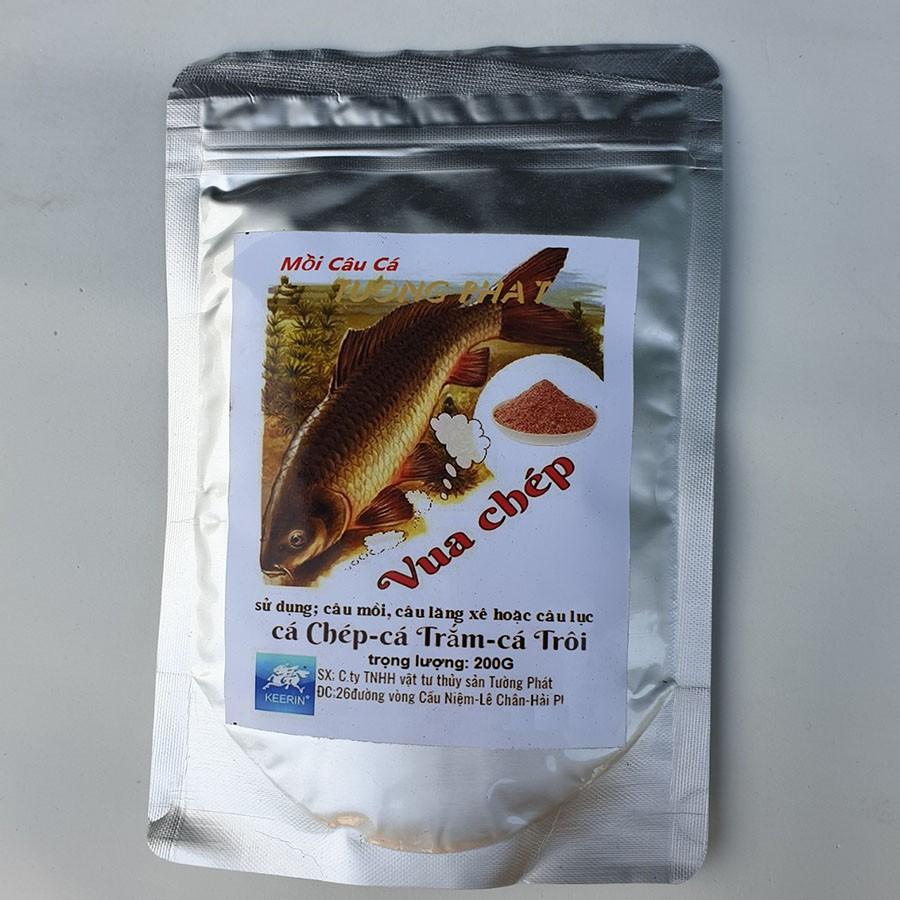 Mồi Câu Cá
TƯỜNG PHÁT
Vua chép
sử dụng; câu mồi, câu lăng xê hoặc câu lục
cá Chép-cá Trắm-cá Trôi
trọng lượng: 200G
KEERIN®
SX: C.ty TNHH vật tư thủy sản Tường Phát
ĐC:26đường vòng Cầu Niệm-Lê Chân-Hải